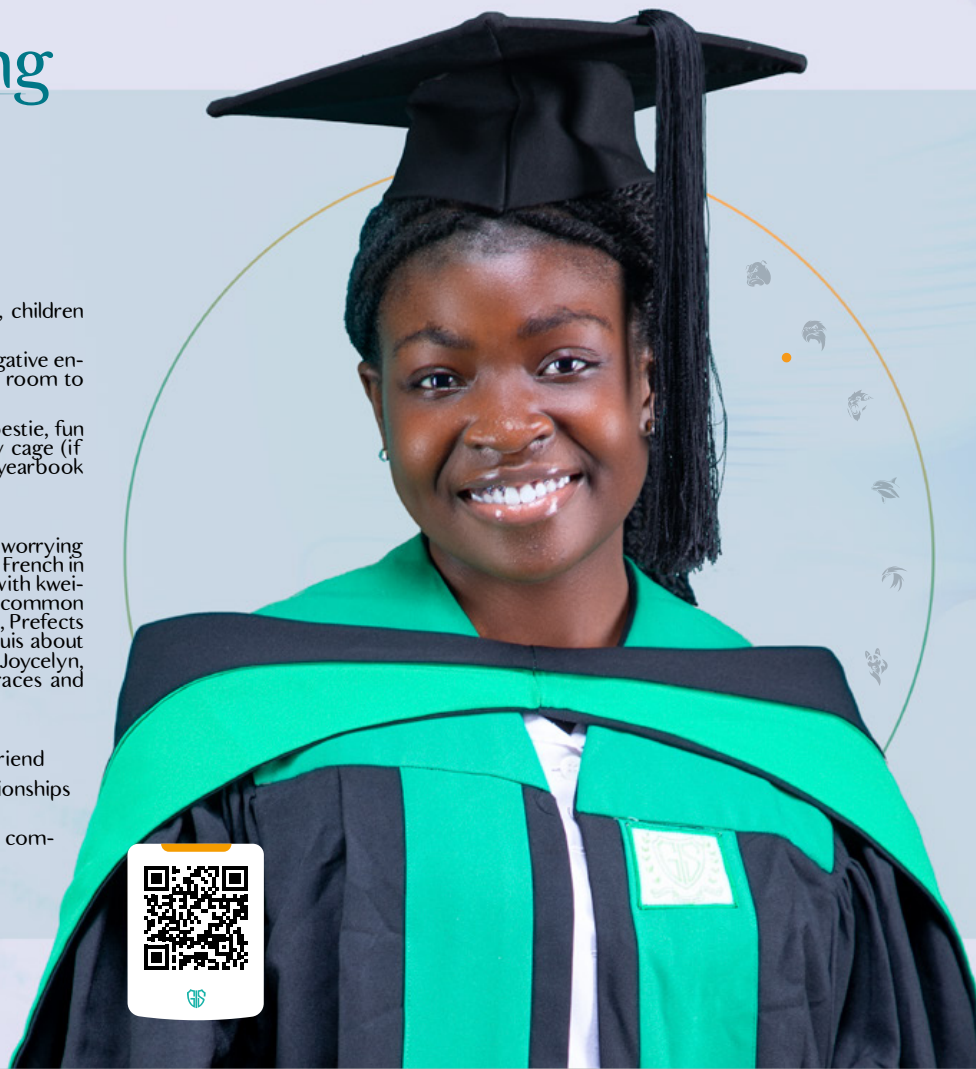 ng
, children
gative en-
room to
estie, fun
y cage (if
yearbook
worrying
French in
with kwei-
common
, Prefects
uis about
Joycelyn,
races and
riend
ionships
com-
GIS
GIS